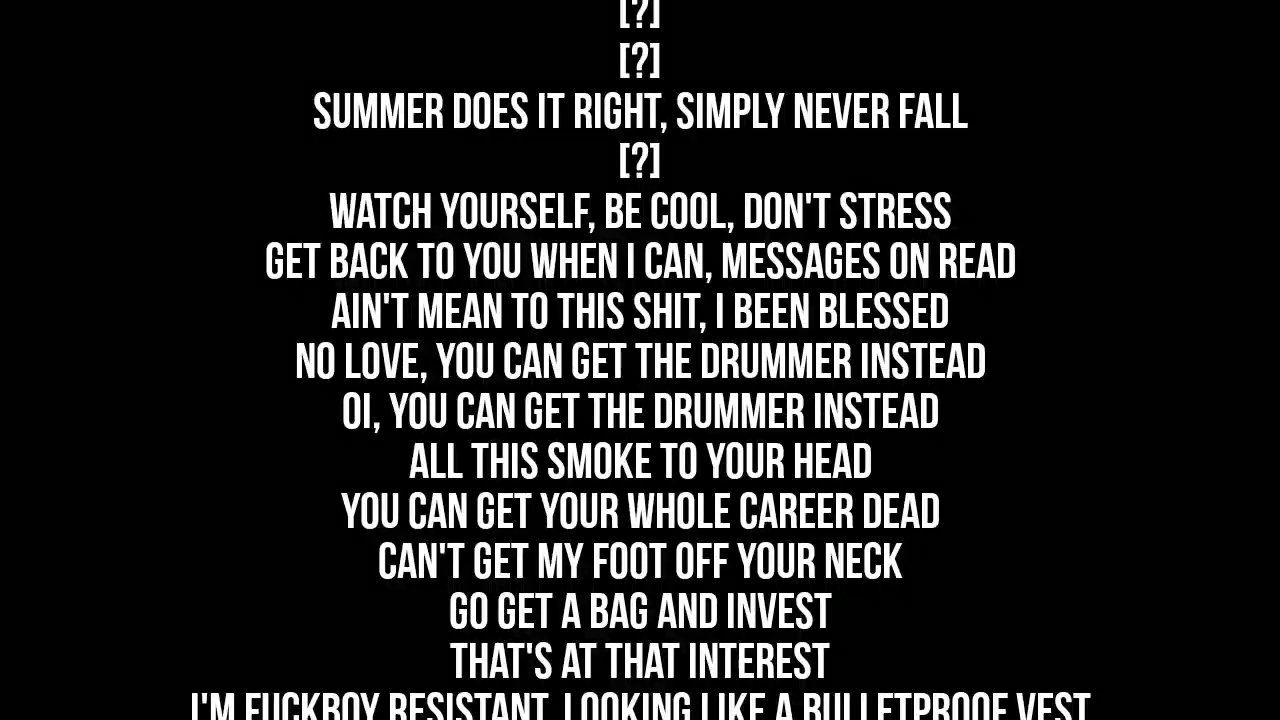 [?]
[?]
SUMMER DOES IT RIGHT, SIMPLY NEVER FALL
[?]
WATCH YOURSELF, BE COOL, DON'T STRESS
GET BACK TO YOU WHEN I CAN, MESSAGES ON READ
AIN'T MEAN TO THIS SHIT, I BEEN BLESSED
NO LOVE, YOU CAN GET THE DRUMMER INSTEAD
OI, YOU CAN GET THE DRUMMER INSTEAD
ALL THIS SMOKE TO YOUR HEAD
YOU CAN GET YOUR WHOLE CAREER DEAD
CAN'T GET MY FOOT OFF YOUR NECK
GO GET A BAG AND INVEST
THAT'S AT THAT INTEREST
I'M FUCKBOY RESISTANT, LOOKING LIKE A BULLETPROOF VEST